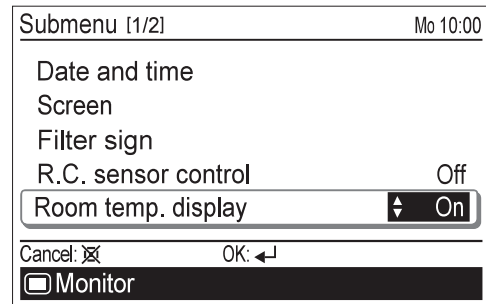 Submenu [1/2] Mo 10:00
Date and time
Screen
Filter sign
R.C. sensor control Off
Room temp. display On
Cancel: OK:
Monitor